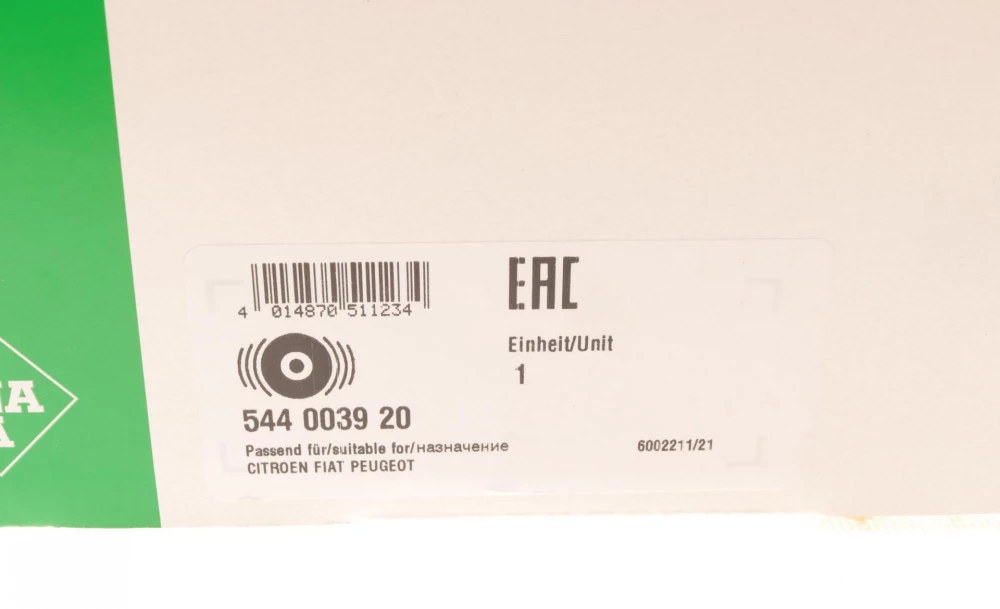 4 014870 511234
EAC
Einheit/Unit
1
544 0039 20
Passend für/suitable for/назначение
CITROEN FIAT PEUGEOT
6002211/21